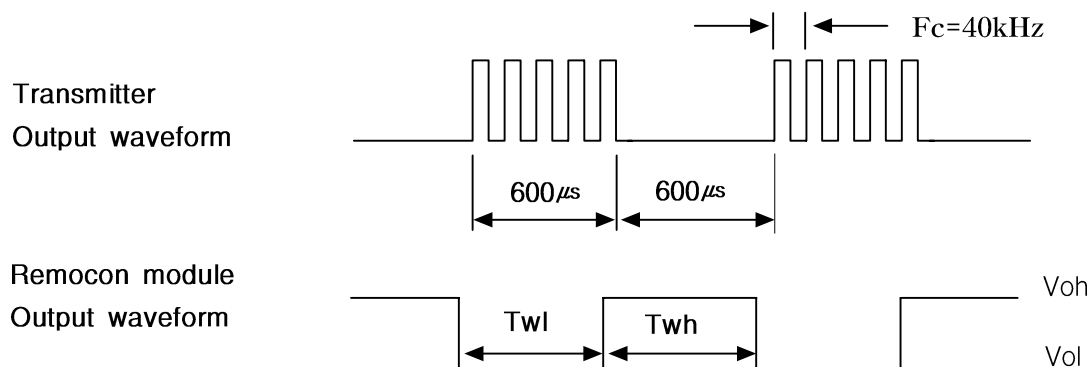 Fc=40kHz
Transmitter
Output waveform
600㎲ 600㎲
Remocon module
Output waveform
Twl Twh
Voh
Vol